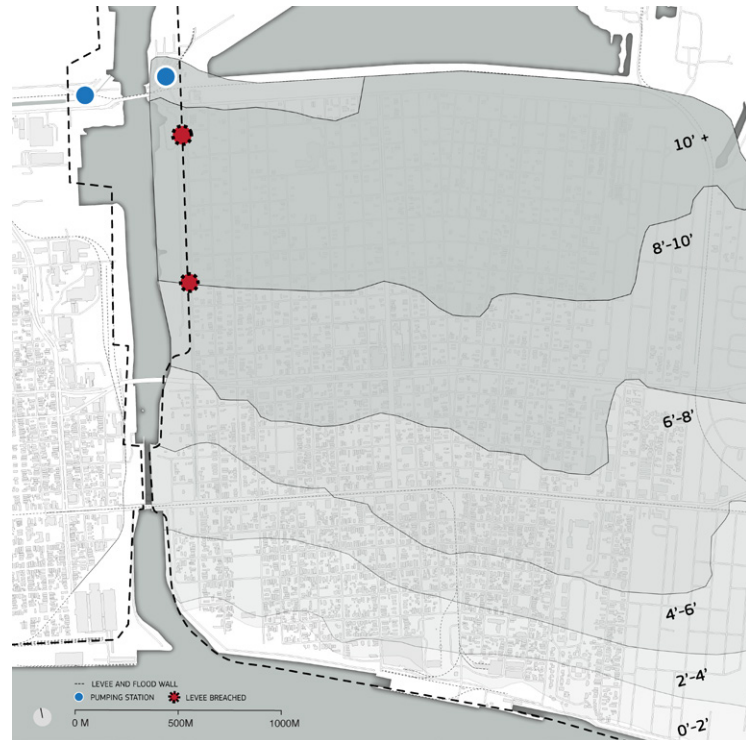 10' +
8'-10'
6'-8'
4'-6'
2'-4'
0'-2'
LEVEE AND FLOOD WALL
PUMPING STATION LEVEE BREACHED
0 M 500M 1000M